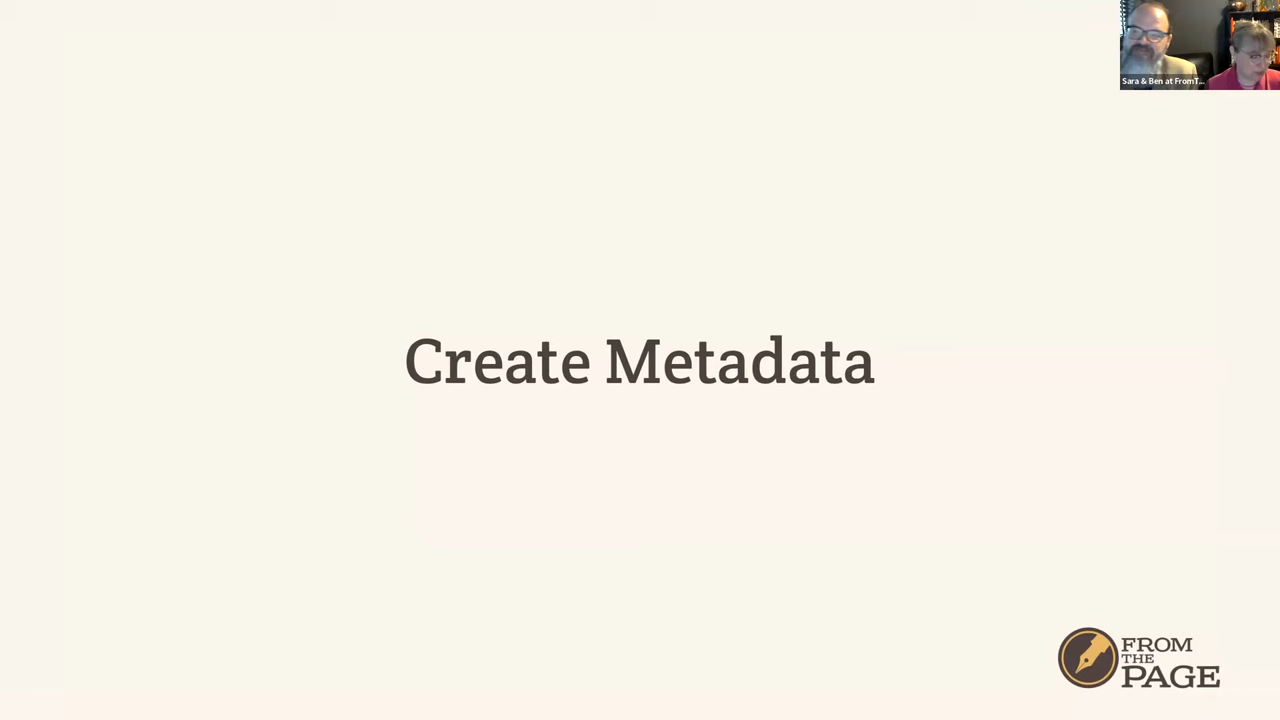 Sara & Ben at FromT...
Create Metadata
FROM
THE
PAGE